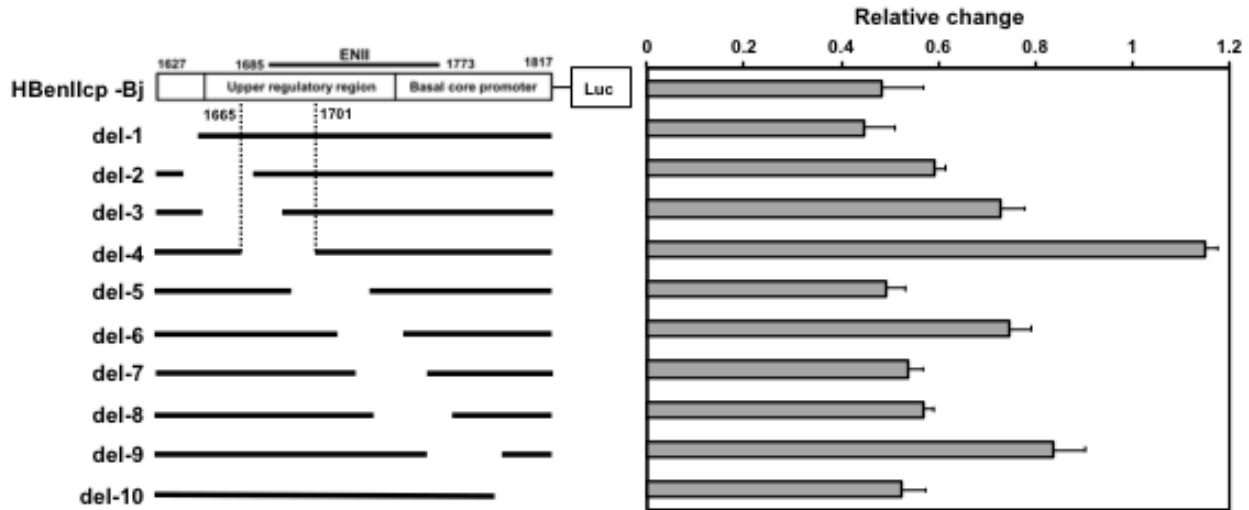 Relative change
0 0.2 0.4 0.6 0.8 1 1.2
ENII
1627 1685 1773 1817
HBenIIcp -Bj Upper regulatory region Basal core promoter Luc
1665 1701
del-1
del-2
del-3
del-4
del-5
del-6
del-7
del-8
del-9
del-10